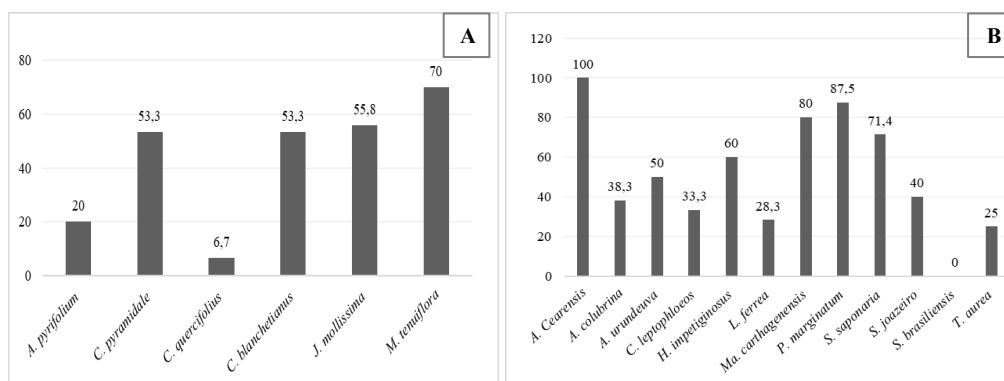 A
80
60
40
20
0
20
53,3
6,7
53,3
55,8
70
A. pyrifolium
C. pyramidale
C. quercifolius
C. blanchetianus
J. mollissima
M. tenuiflora
B
120
100
80
60
40
20
0
100
38,3
50
33,3
60
28,3
80
87,5
71,4
40
0
25
A. Cearensis
A. colubrina
A. urundeuva
C. leptophloeos
H. impetiginosus
L. ferrea
Ma. carthagenensis
P. marginatum
S. saponaria
S. joazeiro
S. brasiliensis
T. aurea